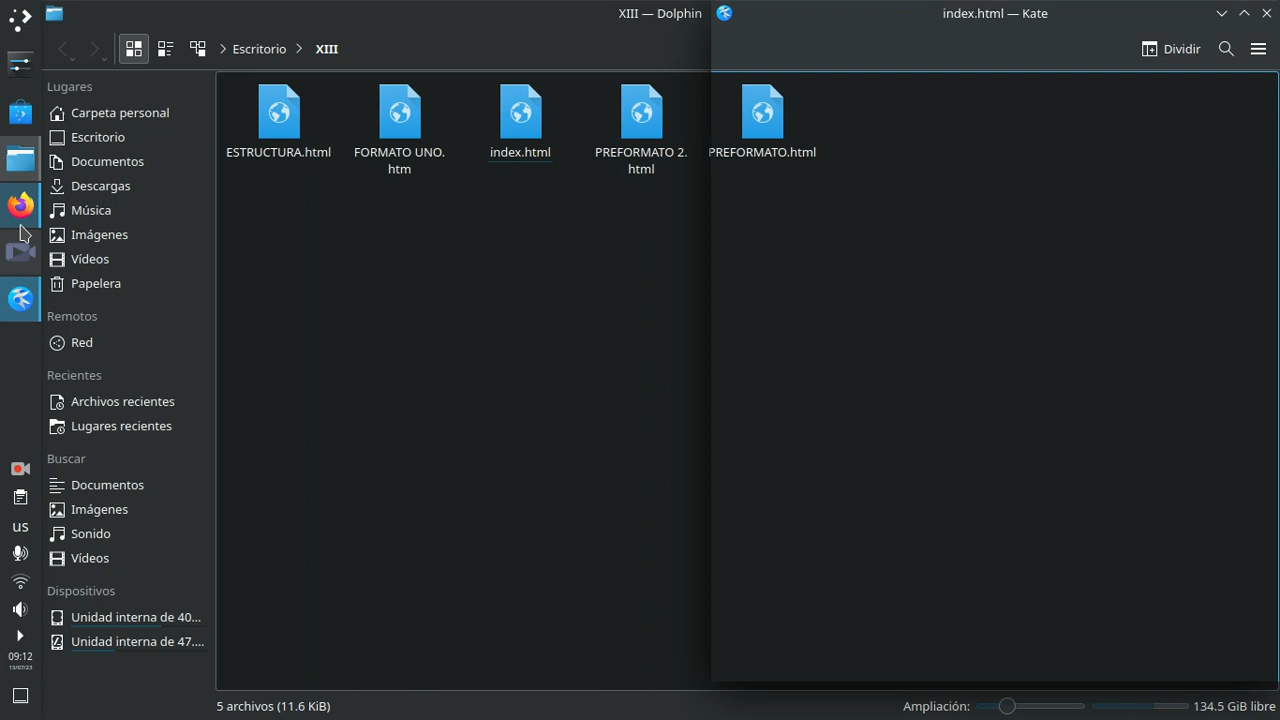 XIII — Dolphin
index.html — Kate
Escritorio
XIII
Dividir
Lugares
Carpeta personal
Escritorio
Documentos
Descargas
Música
Imágenes
Vídeos
Papelera
Remotos
Red
Recientes
Archivos recientes
Lugares recientes
Buscar
Documentos
Imágenes
Sonido
Vídeos
Dispositivos
Unidad interna de 40...
Unidad interna de 47....
ESTRUCTURA.html
FORMATO UNO.
htm
index.html
PREFORMATO 2.
html
PREFORMATO.html
us
09:12
13/07/23
5 archivos (11.6 KiB)
Ampliación:
134.5 GiB libre